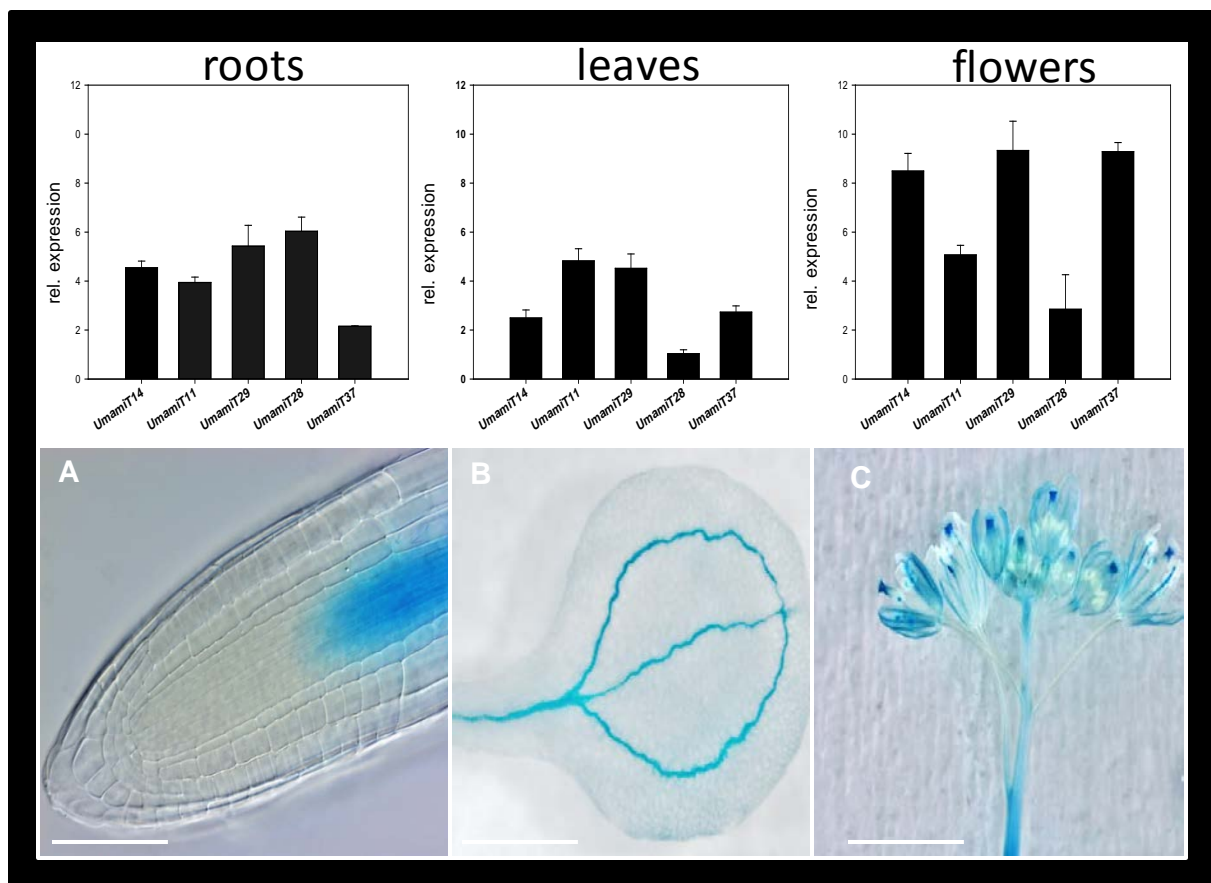 roots
leaves
flowers
12
0
8
6
4
2
0
rel. expression
UmamiT14
UmamiT11
UmamiT29
UmamiT28
UmamiT37
12
10
8
6
4
2
0
rel. expression
UmamiT14
UmamiT11
UmamiT29
UmamiT28
UmamiT37
12
10
8
6
4
2
0
rel. expression
UmamiT14
UmamiT11
UmamiT29
UmamiT28
UmamiT37
A
B
C